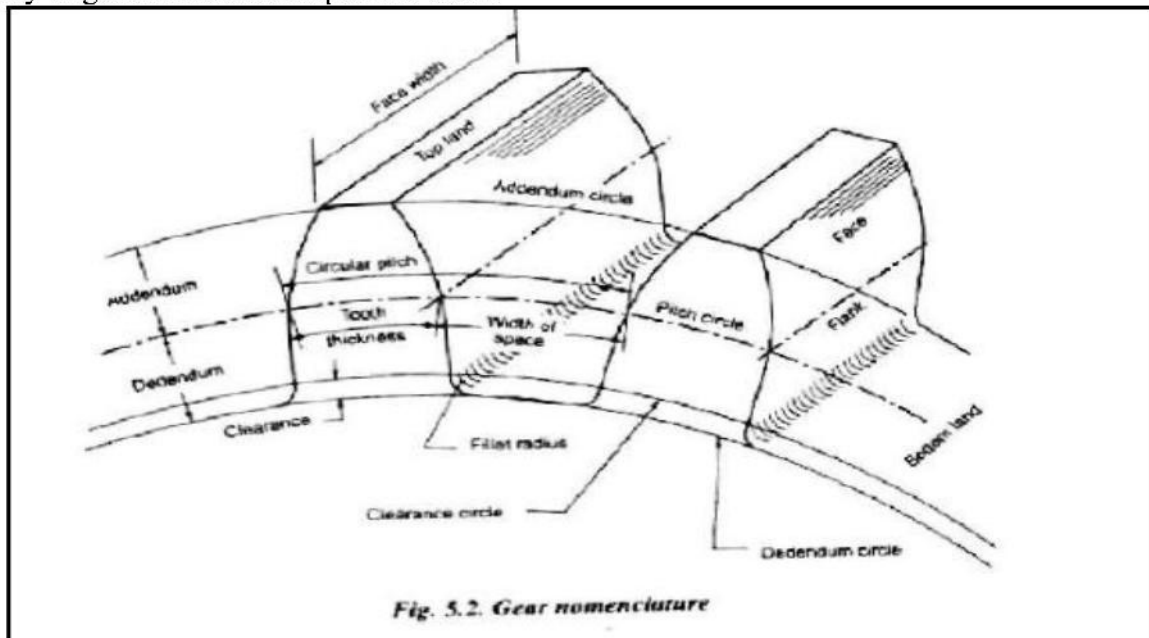 Face width
Top land
Addendum circle
Face
Circular pitch
Addendum
Pitch circle
Flank
Tooth
thickness
Width of
space
Dedendum
Clearance
Fillet radius
Bottom land
Clearance circle
Dedendum circle
Fig. 5.2. Gear nomenclature